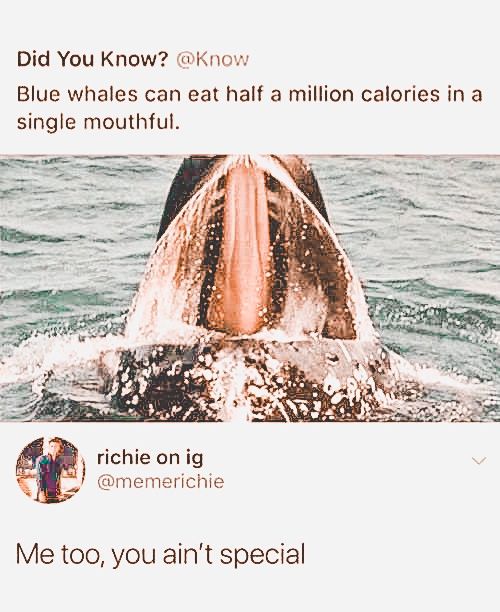 Did You Know? @Know
Blue whales can eat half a million calories in a
single mouthful.
richie on ig
@memerichie
Me too, you ain't special